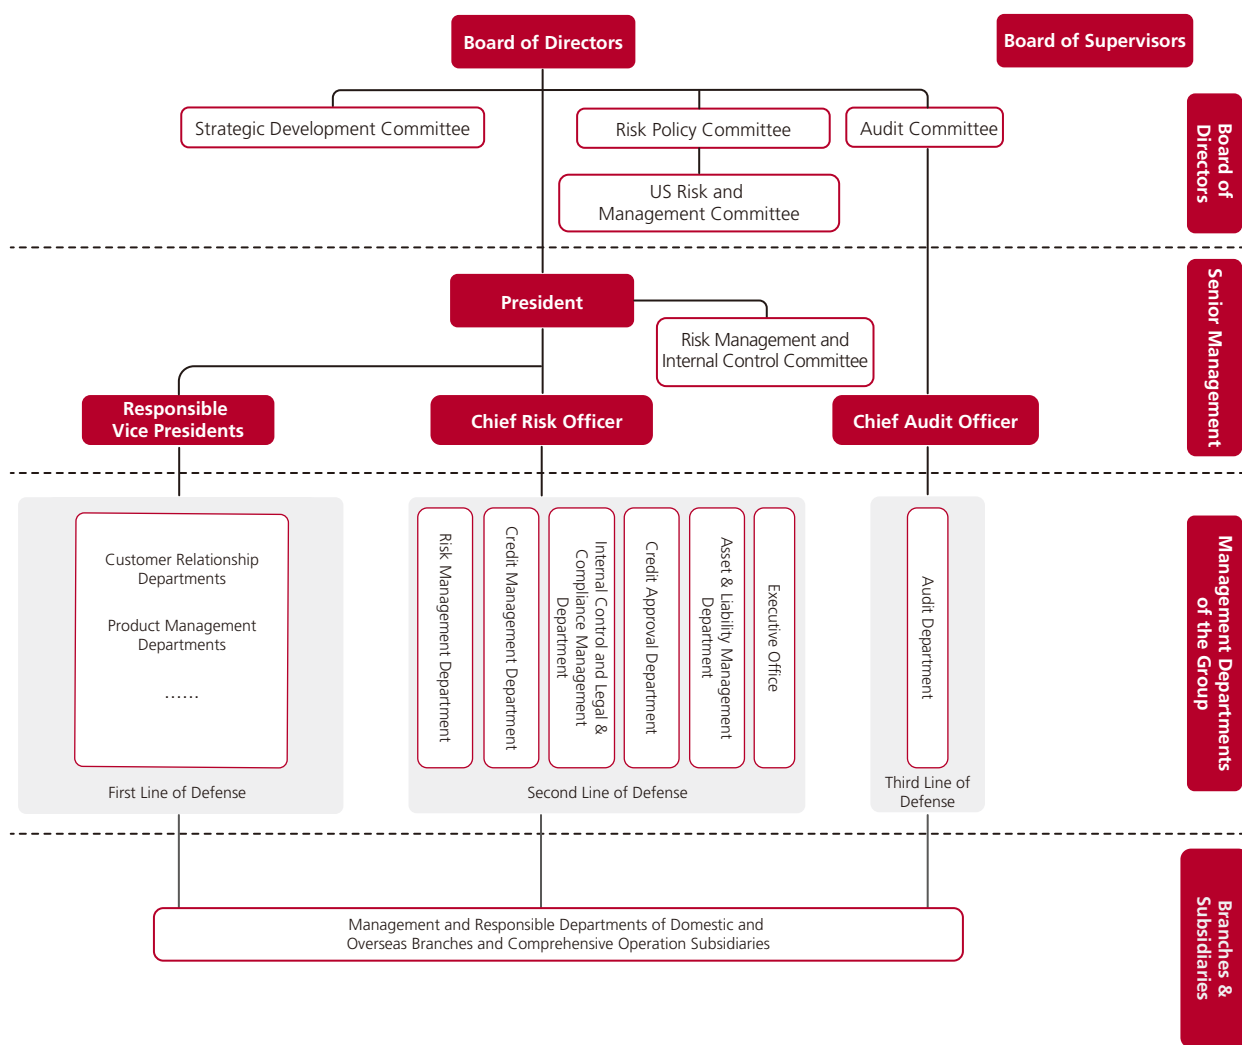 Board of Directors
Board of Supervisors
Strategic Development Committee
Risk Policy Committee
Audit Committee
US Risk and
Management Committee
Board of
Directors
President
Risk Management and
Internal Control Committee
Responsible
Vice Presidents
Chief Risk Officer
Chief Audit Officer
Senior Management
Customer Relationship
Departments
Product Management
Departments
......
First Line of Defense
Risk Management Department
Credit Management Department
Internal Control and Legal &
Compliance Management
Department
Credit Approval Department
Asset & Liability Management
Department
Executive Office
Second Line of Defense
Audit Department
Third Line of
Defense
Management Departments
of the Group
Management and Responsible Departments of Domestic and
Overseas Branches and Comprehensive Operation Subsidiaries
Branches &
Subsidiaries